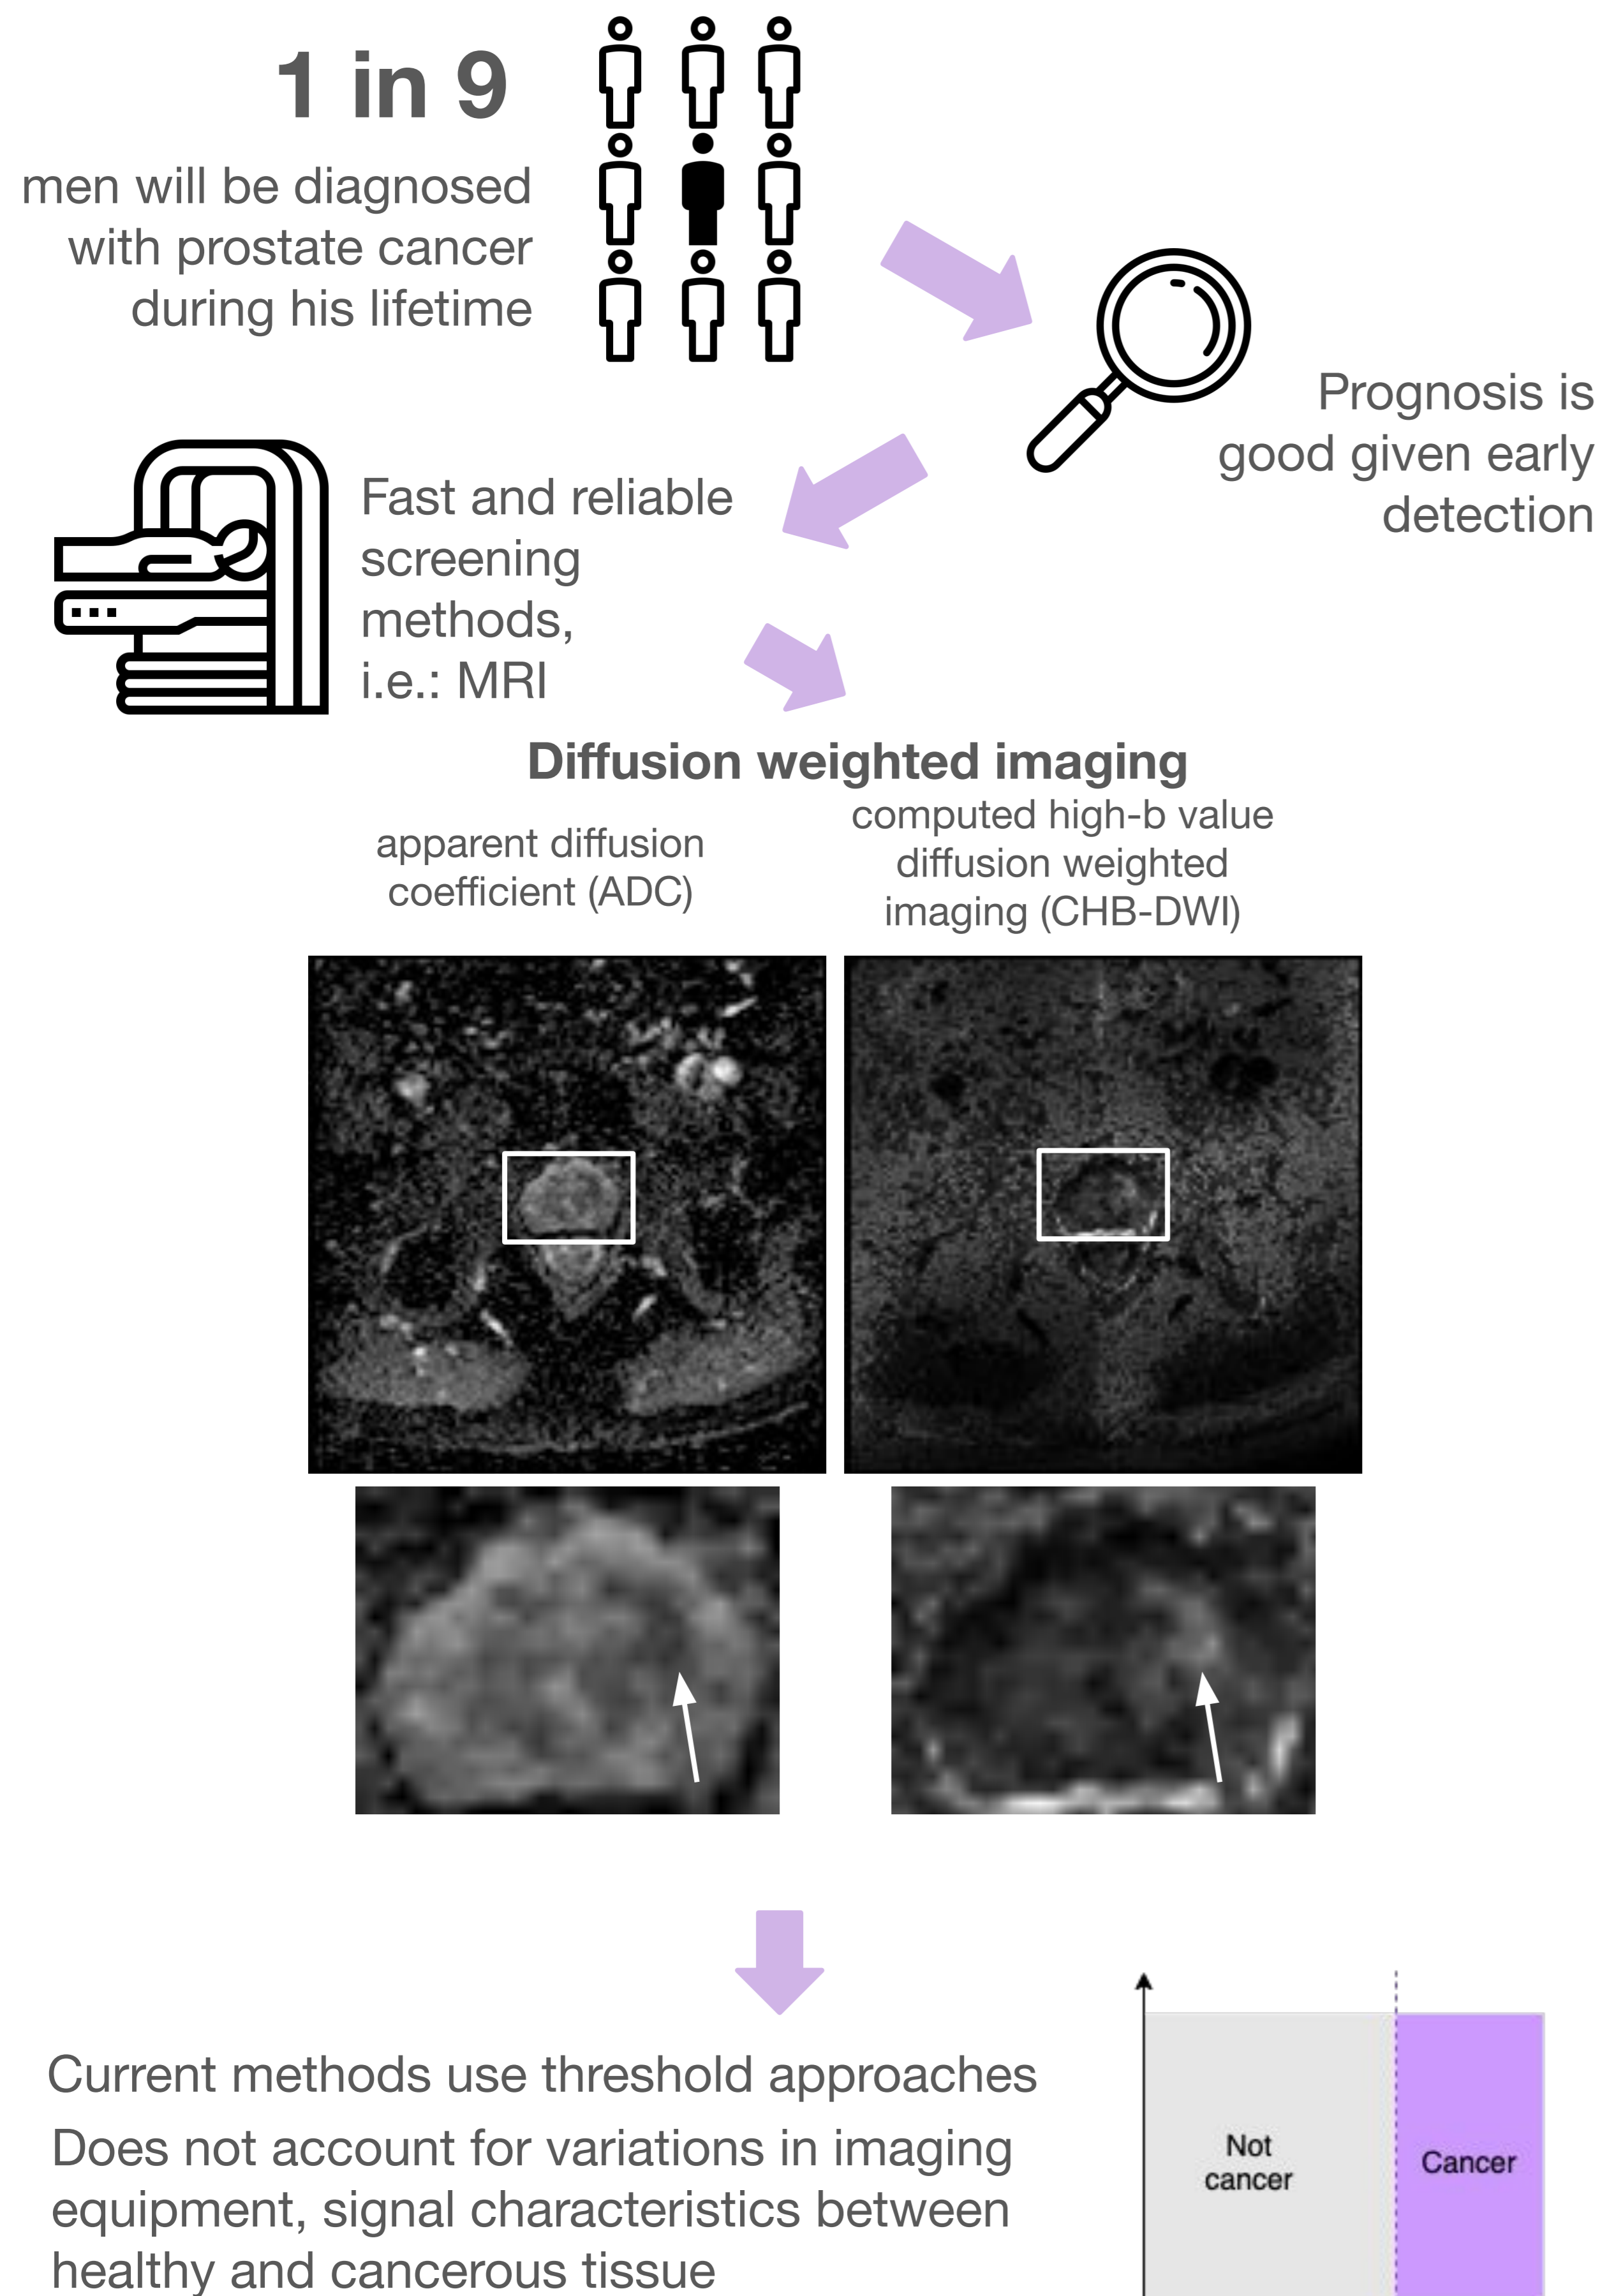 1 in 9
men will be diagnosed
with prostate cancer
during his lifetime
Prognosis is
good given early
detection
Fast and reliable
screening
methods,
i.e.: MRI
Diffusion weighted imaging
apparent diffusion
coefficient (ADC)
computed high-b value
diffusion weighted
imaging (CHB-DWI)
Current methods use threshold approaches
Does not account for variations in imaging
equipment, signal characteristics between
healthy and cancerous tissue
Not
cancer
Cancer